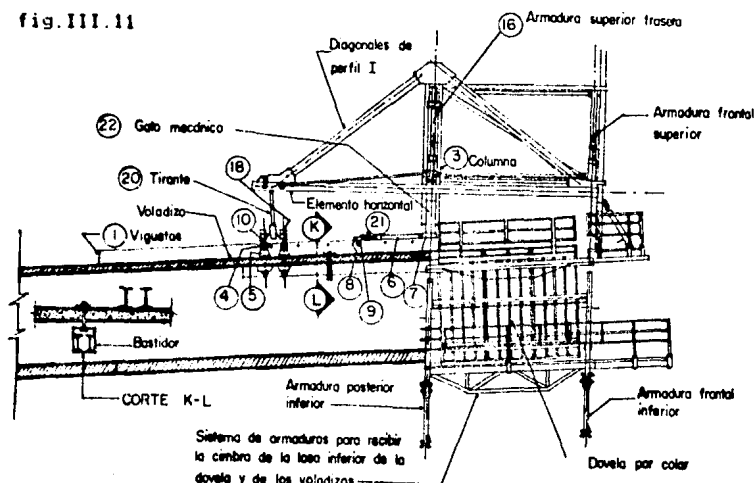 fig.III.11
16 Armadura superior trasera
Diagonales de
perfil I
22 Gato mecánico
Armadura frontal
superior
3 Columna
18
20 Tirante
Elemento horizontal
Voladizo
1 Viguetas
10
K
21
4
5
8
9
6
7
L
Bastidor
CORTE K-L
Armadura posterior
inferior
Armadura frontal
inferior
Sistema de armaduras para recibir
la cimbra de la losa inferior de la
dovela y de los voladizos
Dovela por colar